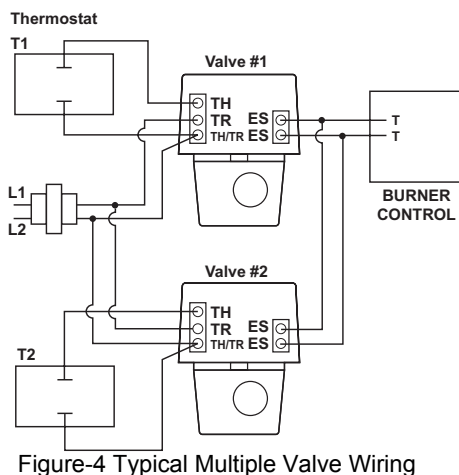 Thermostat
T1
Valve #1
TH
TR
TH/TR
ES
ES
T
T
BURNER
CONTROL
L1
L2
Valve #2
TH
TR
TH/TR
ES
ES
T2
Figure-4 Typical Multiple Valve Wiring